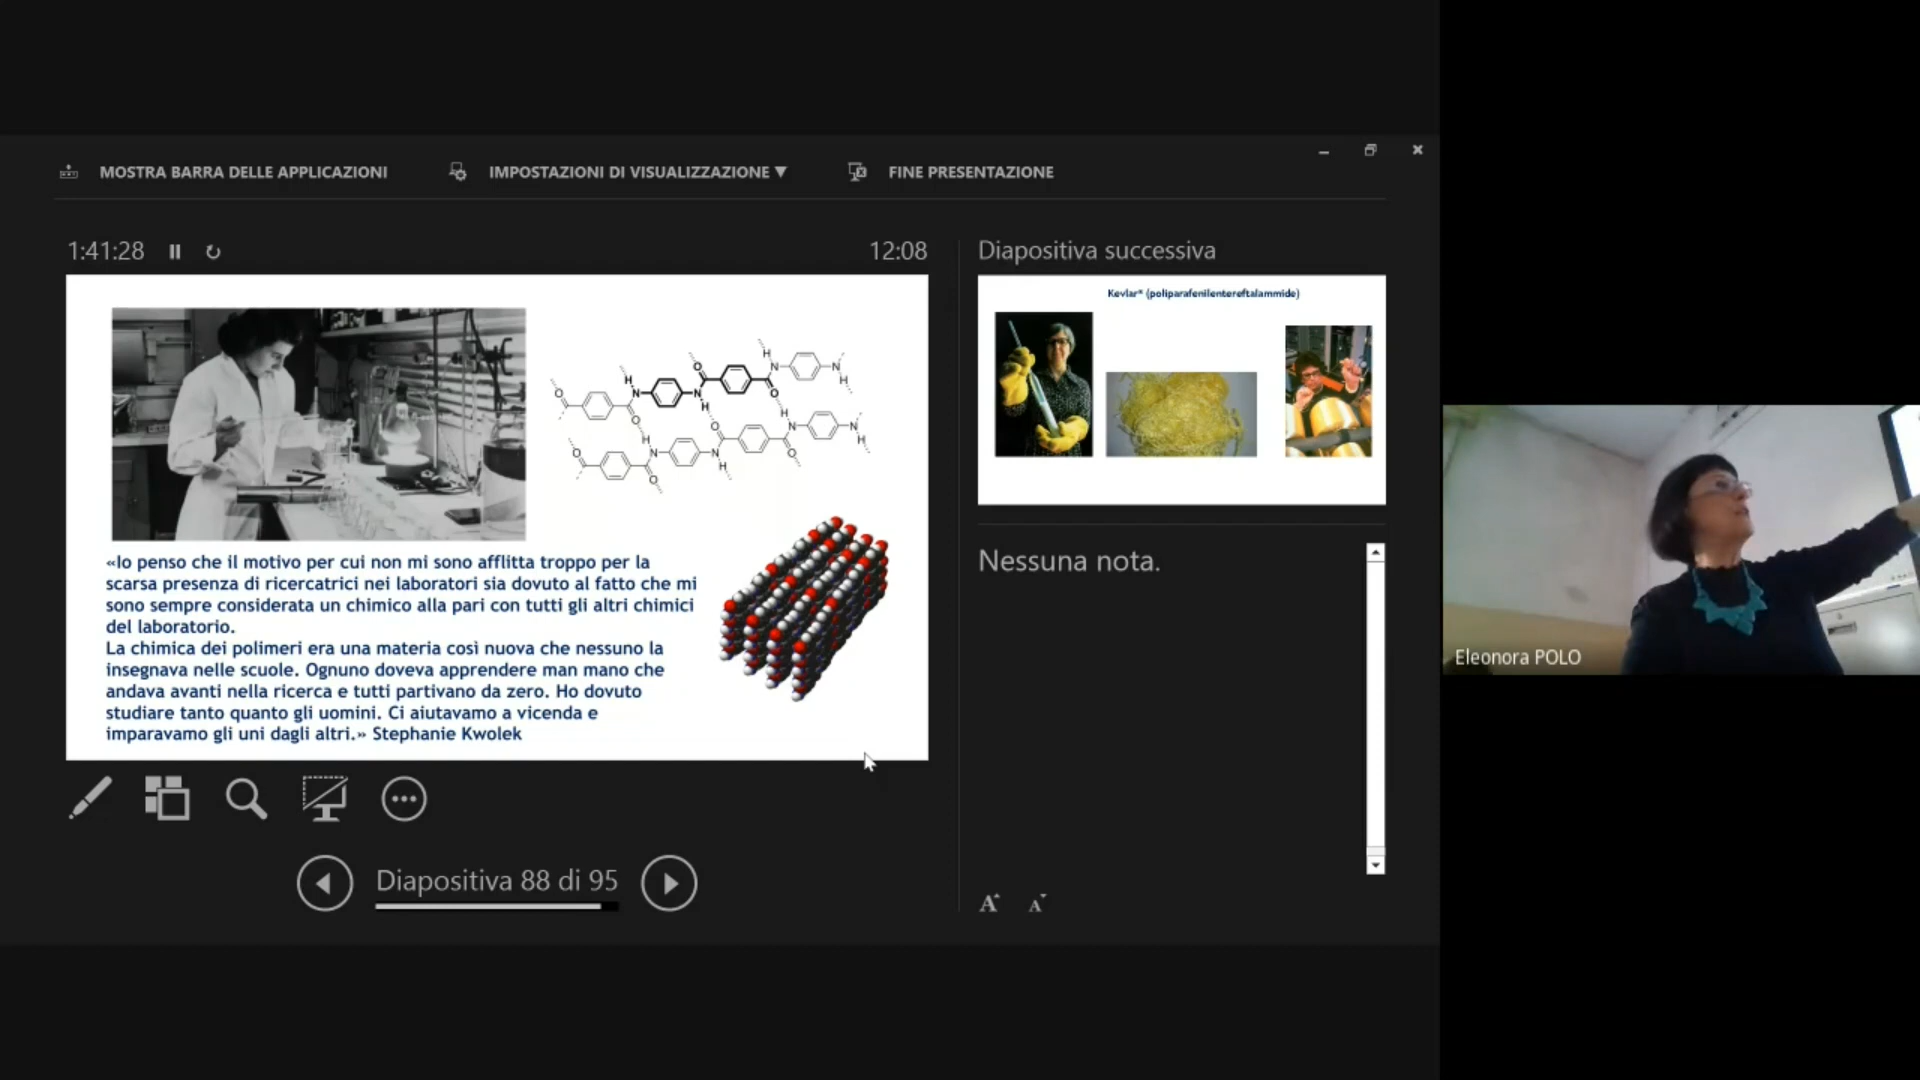 MOSTRA BARRA DELLE APPLICAZIONI
IMPOSTAZIONI DI VISUALIZZAZIONE ▼
FINE PRESENTAZIONE
1:41:28
12:08
Diapositiva successiva
«Io penso che il motivo per cui non mi sono afflitta troppo per la
scarsa presenza di ricercatrici nei laboratori sia dovuto al fatto che mi
sono sempre considerata un chimico alla pari con tutti gli altri chimici
del laboratorio.
La chimica dei polimeri era una materia così nuova che nessuno la
insegnava nelle scuole. Ognuno doveva apprendere man mano che
andava avanti nella ricerca e tutti partivano da zero. Ho dovuto
studiare tanto quanto gli uomini. Ci aiutavamo a vicenda e
imparavamo gli uni dagli altri.» Stephanie Kwolek
Kevlar® (poliparafenilentereftalammide)
Nessuna nota.
Diapositiva 88 di 95
A A
Eleonora POLO